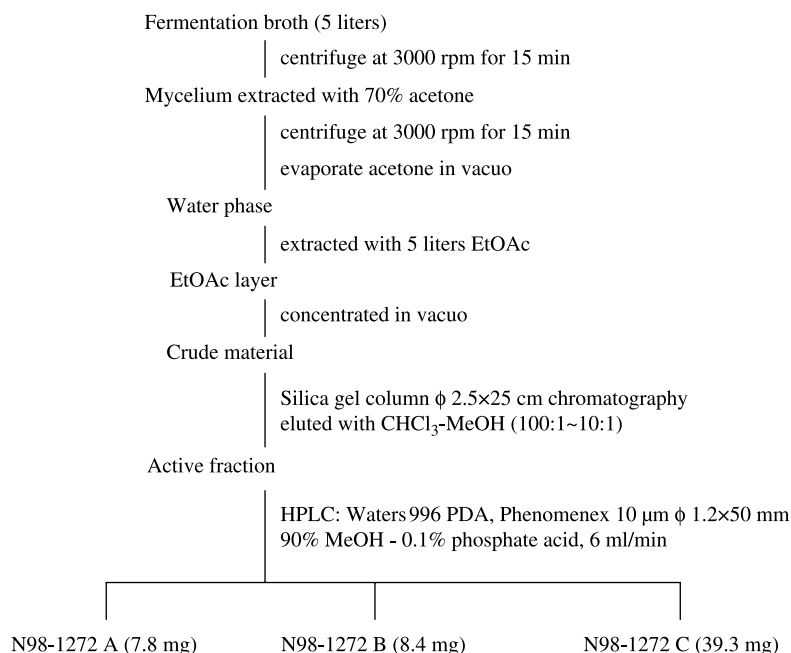 Fermentation broth (5 liters)
centrifuge at 3000 rpm for 15 min
Mycelium extracted with 70% acetone
centrifuge at 3000 rpm for 15 min
evaporate acetone in vacuo
Water phase
extracted with 5 liters EtOAc
EtOAc layer
concentrated in vacuo
Crude material
Silica gel column ϕ 2.5×25 cm chromatography
eluted with CHCl₃-MeOH (100:1~10:1)
Active fraction
HPLC: Waters 996 PDA, Phenomenex 10 μm ϕ 1.2×50 mm
90% MeOH - 0.1% phosphate acid, 6 ml/min
N98-1272 A (7.8 mg) N98-1272 B (8.4 mg) N98-1272 C (39.3 mg)